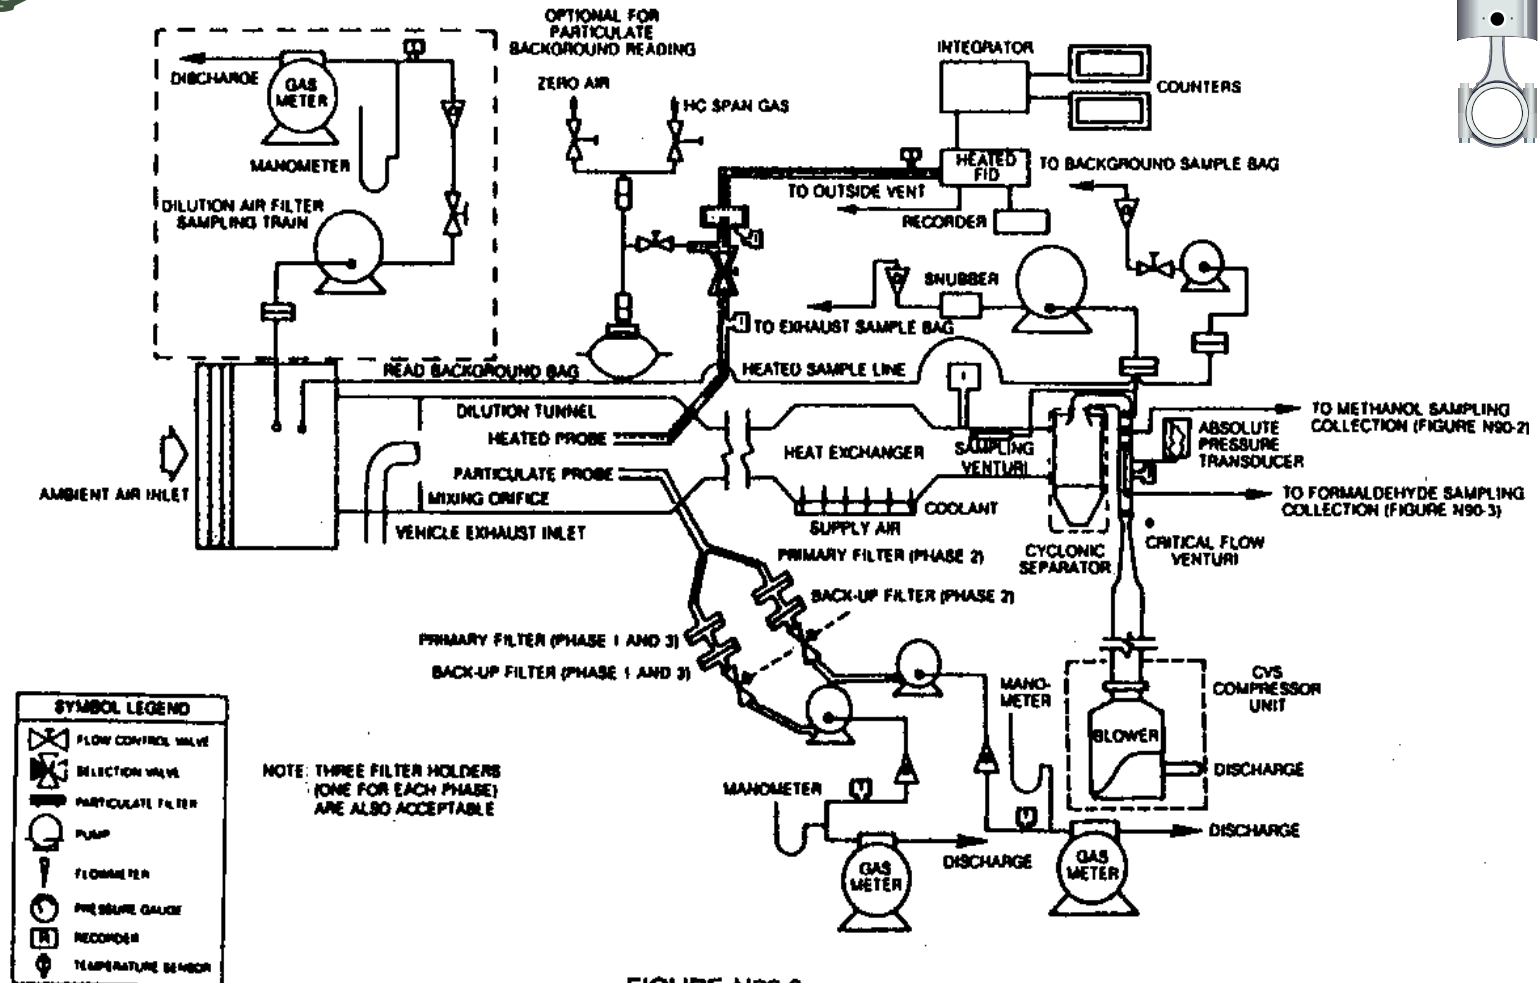 OPTIONAL FOR
PARTICULATE
BACKGROUND READING
ZERO AIR
HC SPAN GAS
DISCHARGE
GAS
METER
MANOMETER
DILUTION AIR FILTER
SAMPLING TRAIN
INTEGRATOR
COUNTERS
HEATED
FID
TO BACKGROUND SAMPLE BAG
TO OUTSIDE VENT
RECORDER
SNUBBER
TO EXHAUST SAMPLE BAG
READ BACKGROUND BAG
HEATED SAMPLE LINE
DILUTION TUNNEL
HEATED PROBE
HEAT EXCHANGER
SAMPLING
VENTURI
TO METHANOL SAMPLING
COLLECTION (FIGURE N90-2)
ABSOLUTE
PRESSURE
TRANSDUCER
PARTICULATE PROBE
AMBIENT AIR INLET
MIXING ORIFICE
VEHICLE EXHAUST INLET
COOLANT
SUPPLY AIR
TO FORMALDEHYDE SAMPLING
COLLECTION (FIGURE N90-3)
CYCLONIC
SEPARATOR
CRITICAL FLOW
VENTURI
PRIMARY FILTER (PHASE 2)
BACK-UP FILTER (PHASE 2)
PRIMARY FILTER (PHASE 1 AND 3)
BACK-UP FILTER (PHASE 1 AND 3)
MANO-
METER
CVS
COMPRESSOR
UNIT
BLOWER
DISCHARGE
SYMBOL LEGEND
FLOW CONTROL VALVE
SELECTION VALVE
PARTICULATE FILTER
PUMP
FLOWMETER
PRESSURE GAUGE
R
RECORDER
TEMPERATURE SENSOR
NOTE: THREE FILTER HOLDERS
(ONE FOR EACH PHASE)
ARE ALSO ACCEPTABLE
MANOMETER
GAS
METER
DISCHARGE
GAS
METER
DISCHARGE
FIGURE